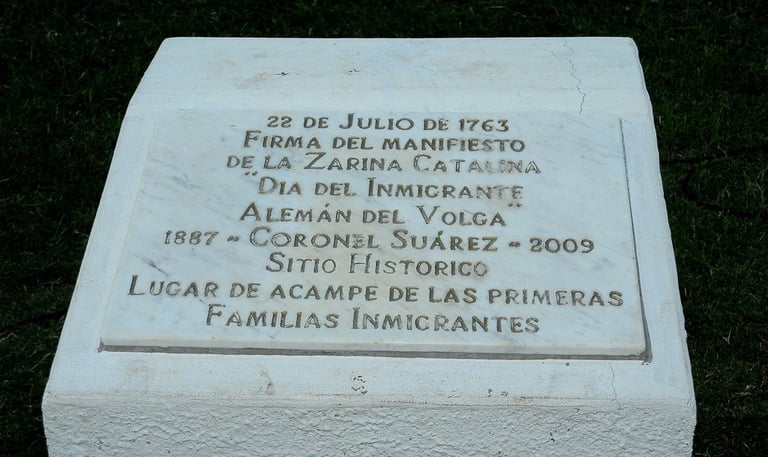 22 DE JULIO DE 1763
FIRMA DEL MANIFIESTO
DE LA ZARINA CATALINA
"DIA DEL INMIGRANTE
ALEMÁN DEL VOLGA"
1887 - CORONEL SUÁREZ - 2009
SITIO HISTORICO
LUGAR DE ACAMPE DE LAS PRIMERAS
FAMILIAS INMIGRANTES